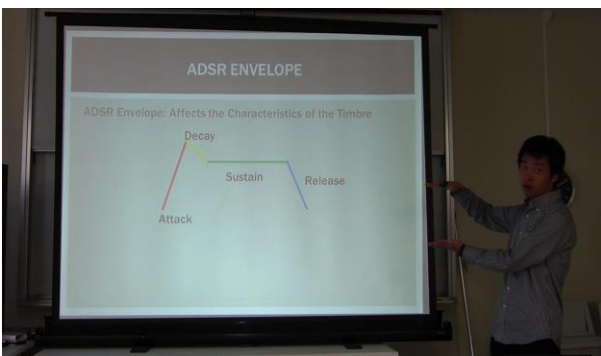 ADSR ENVELOPE
ADSR Envelope: Affects the Characteristics of the Timbre
Decay
Sustain
Release
Attack